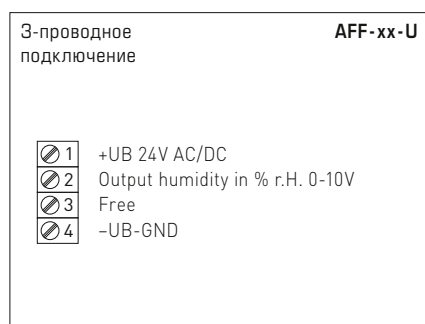 3-проводное AFF-xx-U
подключение
1 +UB 24V AC/DC
2 Output humidity in % r.H. 0-10V
3 Free
4 –UB-GND